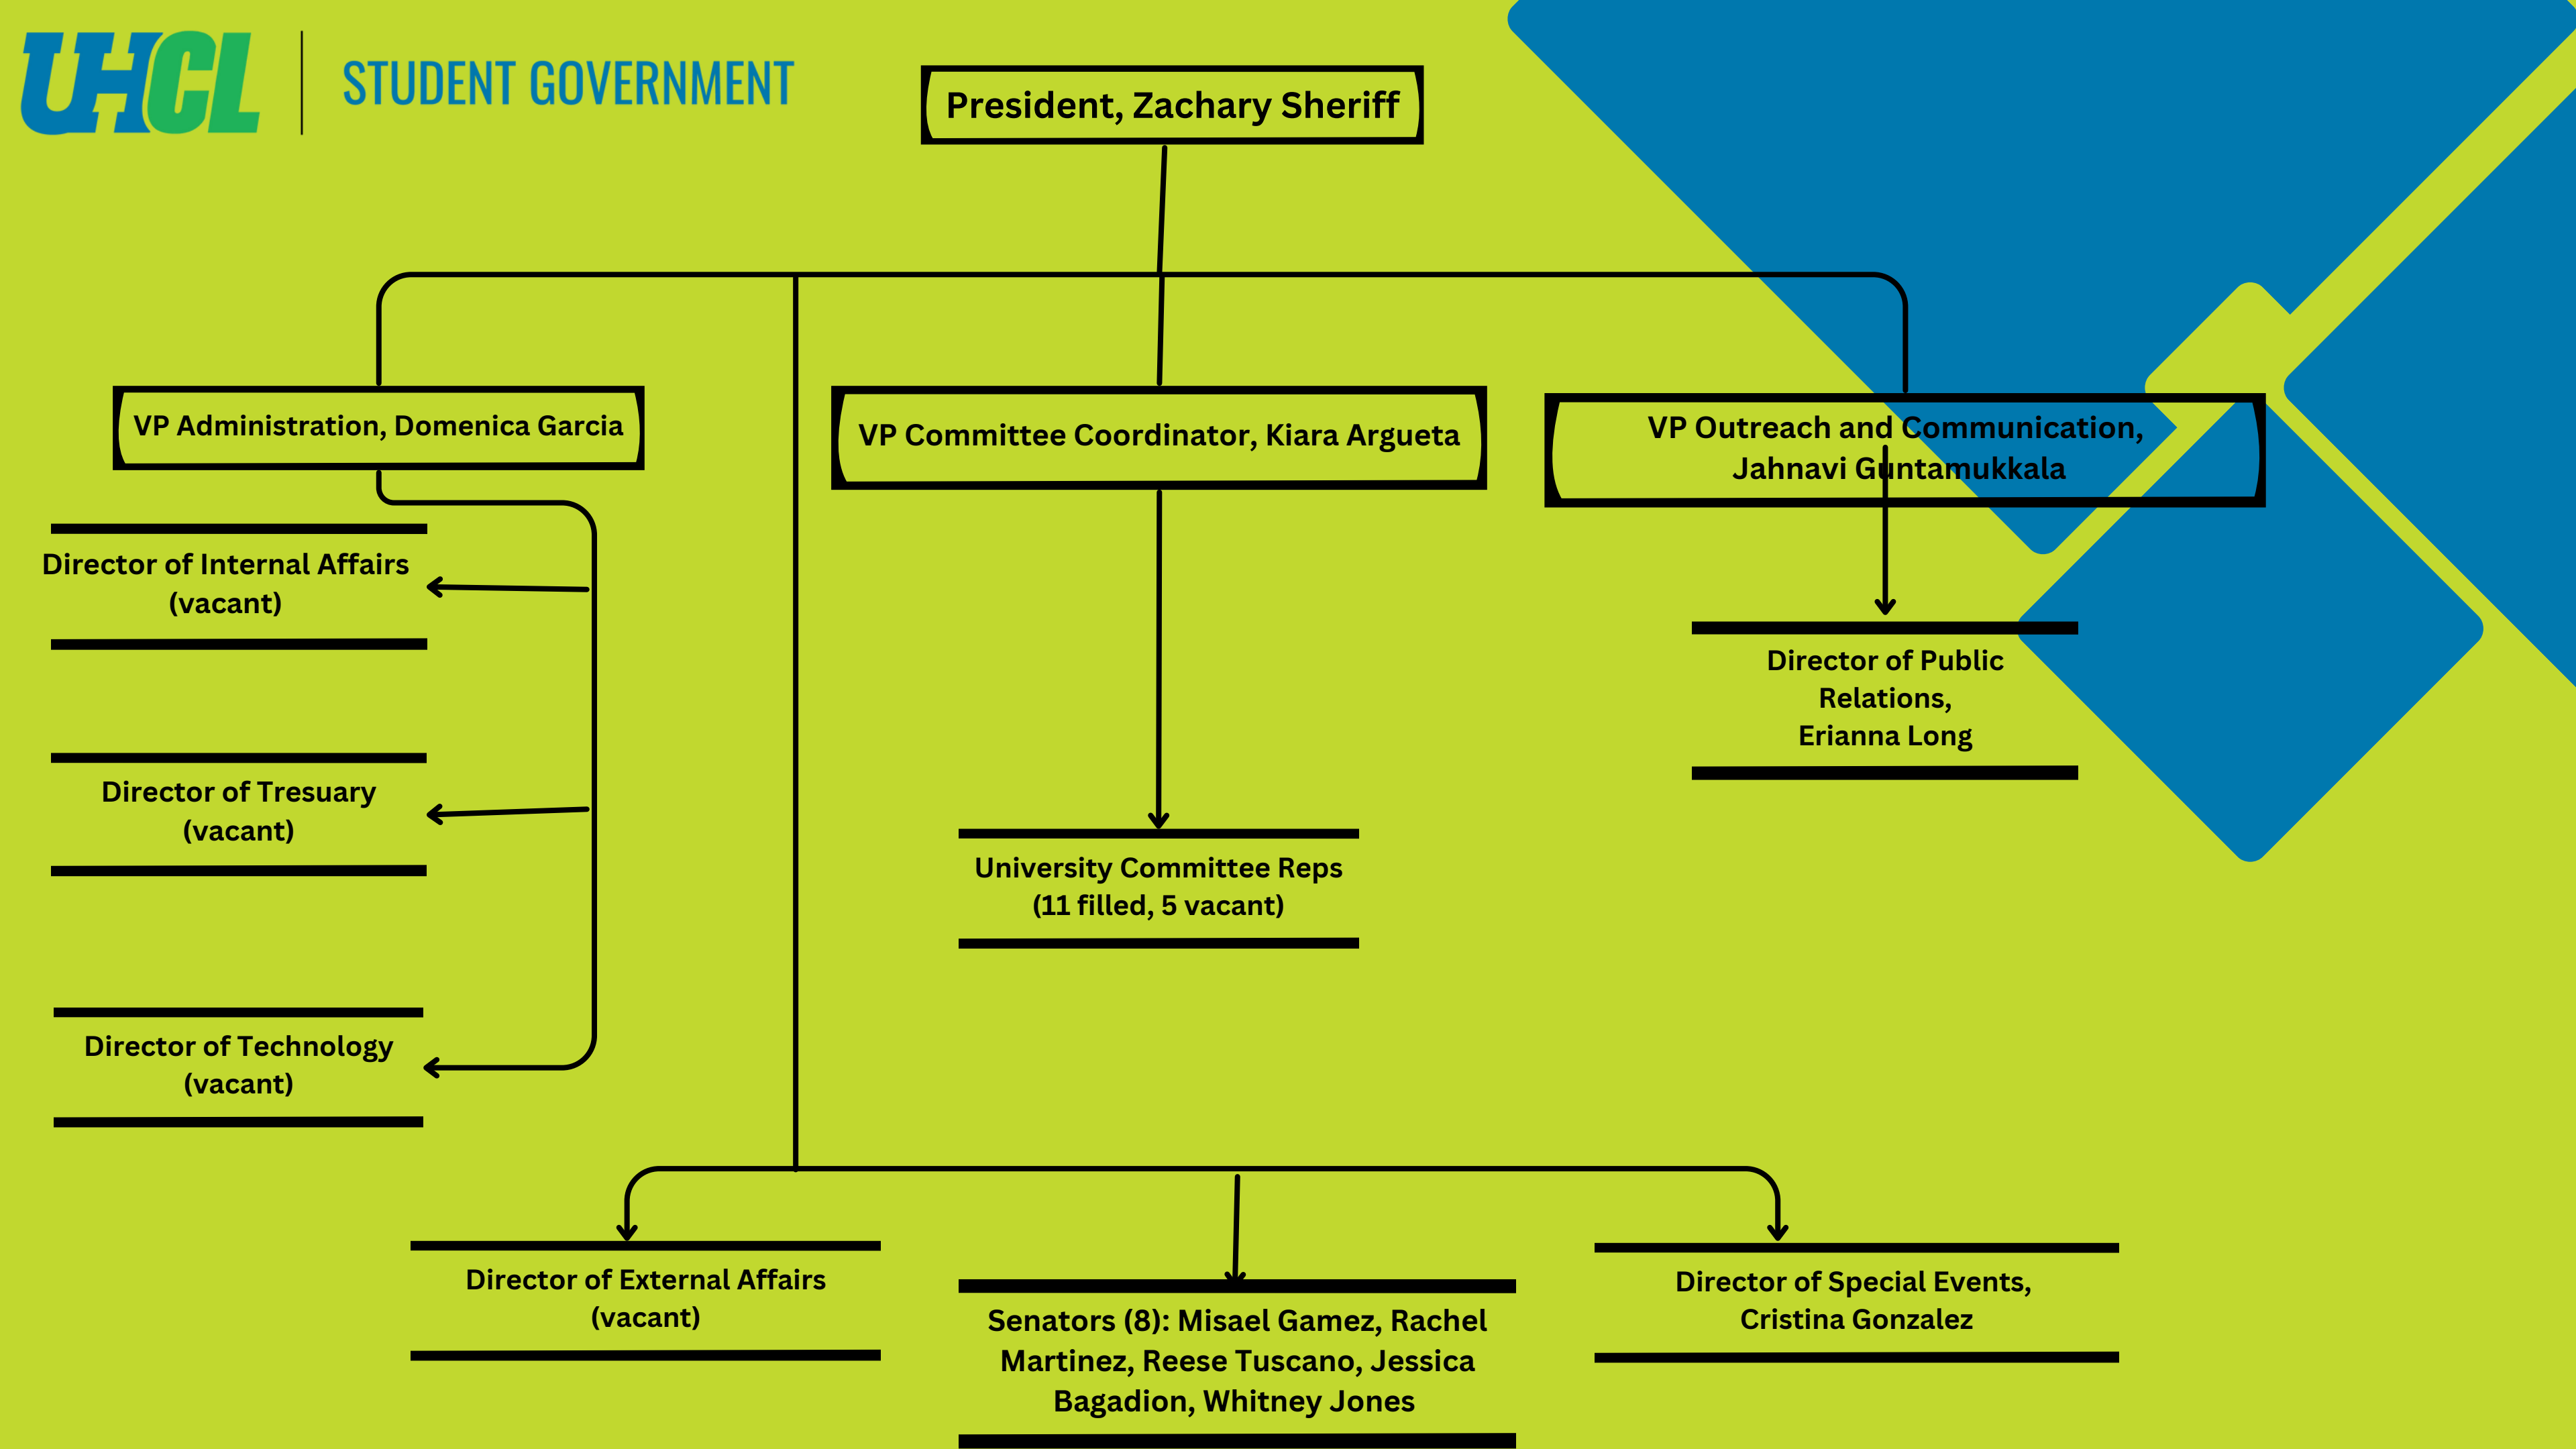 UHCL
STUDENT GOVERNMENT
President, Zachary Sheriff
VP Administration, Domenica Garcia
VP Committee Coordinator, Kiara Argueta
VP Outreach and Communication,
Jahnavi Guntamukkala
Director of Internal Affairs
(vacant)
Director of Tresuary
(vacant)
Director of Technology
(vacant)
University Committee Reps
(11 filled, 5 vacant)
Director of Public
Relations,
Erianna Long
Director of External Affairs
(vacant)
Senators (8): Misael Gamez, Rachel
Martinez, Reese Tuscano, Jessica
Bagadion, Whitney Jones
Director of Special Events,
Cristina Gonzalez